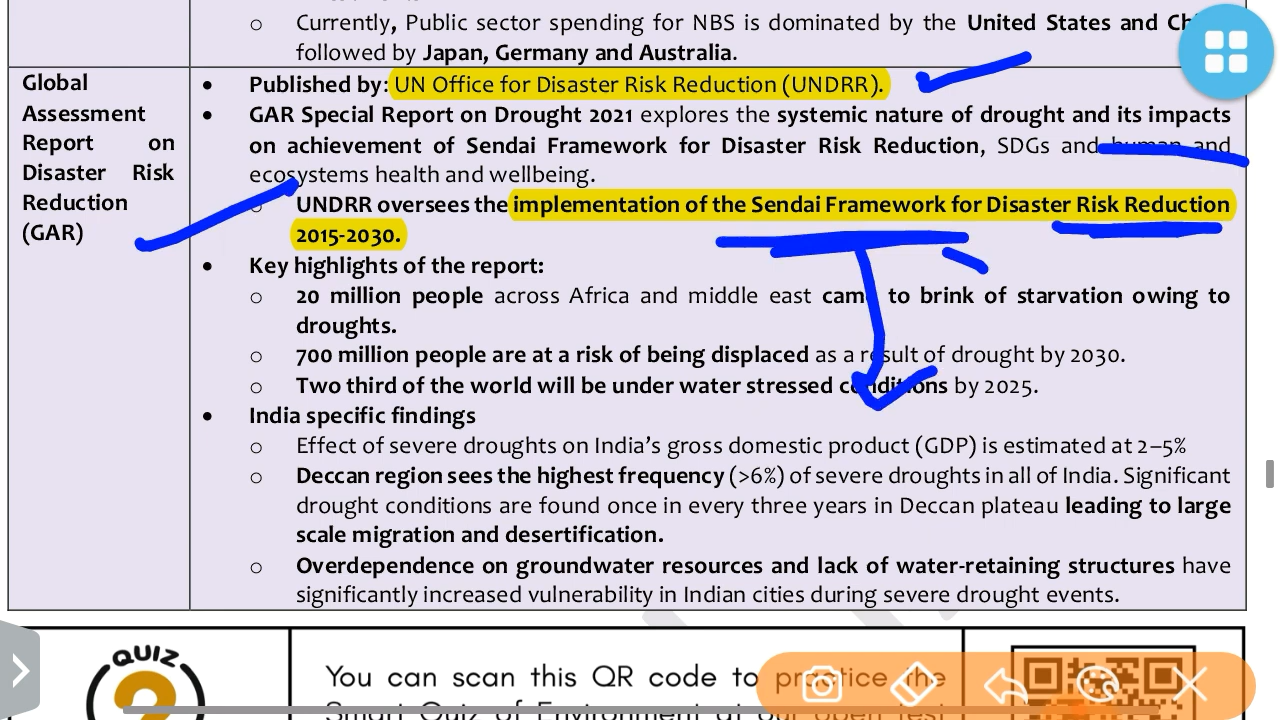 Currently, Public sector spending for NBS is dominated by the United States and
followed by Japan, Germany and Australia.
Global
Assessment
Report on
Disaster Risk
Reduction
(GAR)
• Published by: UN Office for Disaster Risk Reduction (UNDRR).
• GAR Special Report on Drought 2021 explores the systemic nature of drought and its impacts
on achievement of Sendai Framework for Disaster Risk Reduction, SDGs and human and
ecosystems health and wellbeing.
o UNDRR oversees the implementation of the Sendai Framework for Disaster Risk Reduction
2015-2030.
• Key highlights of the report:
o 20 million people across Africa and middle east came to brink of starvation owing to
droughts.
o 700 million people are at a risk of being displaced as a result of drought by 2030.
o Two third of the world will be under water stressed conditions by 2025.
• India specific findings
o Effect of severe droughts on India's gross domestic product (GDP) is estimated at 2–5%
o Deccan region sees the highest frequency (>6%) of severe droughts in all of India. Significant
drought conditions are found once in every three years in Deccan plateau leading to large
scale migration and desertification.
o Overdependence on groundwater resources and lack of water-retaining structures have
significantly increased vulnerability in Indian cities during severe drought events.
QUIZ
You can scan this QR code to practice the
Smart Quiz of Environment at our open test